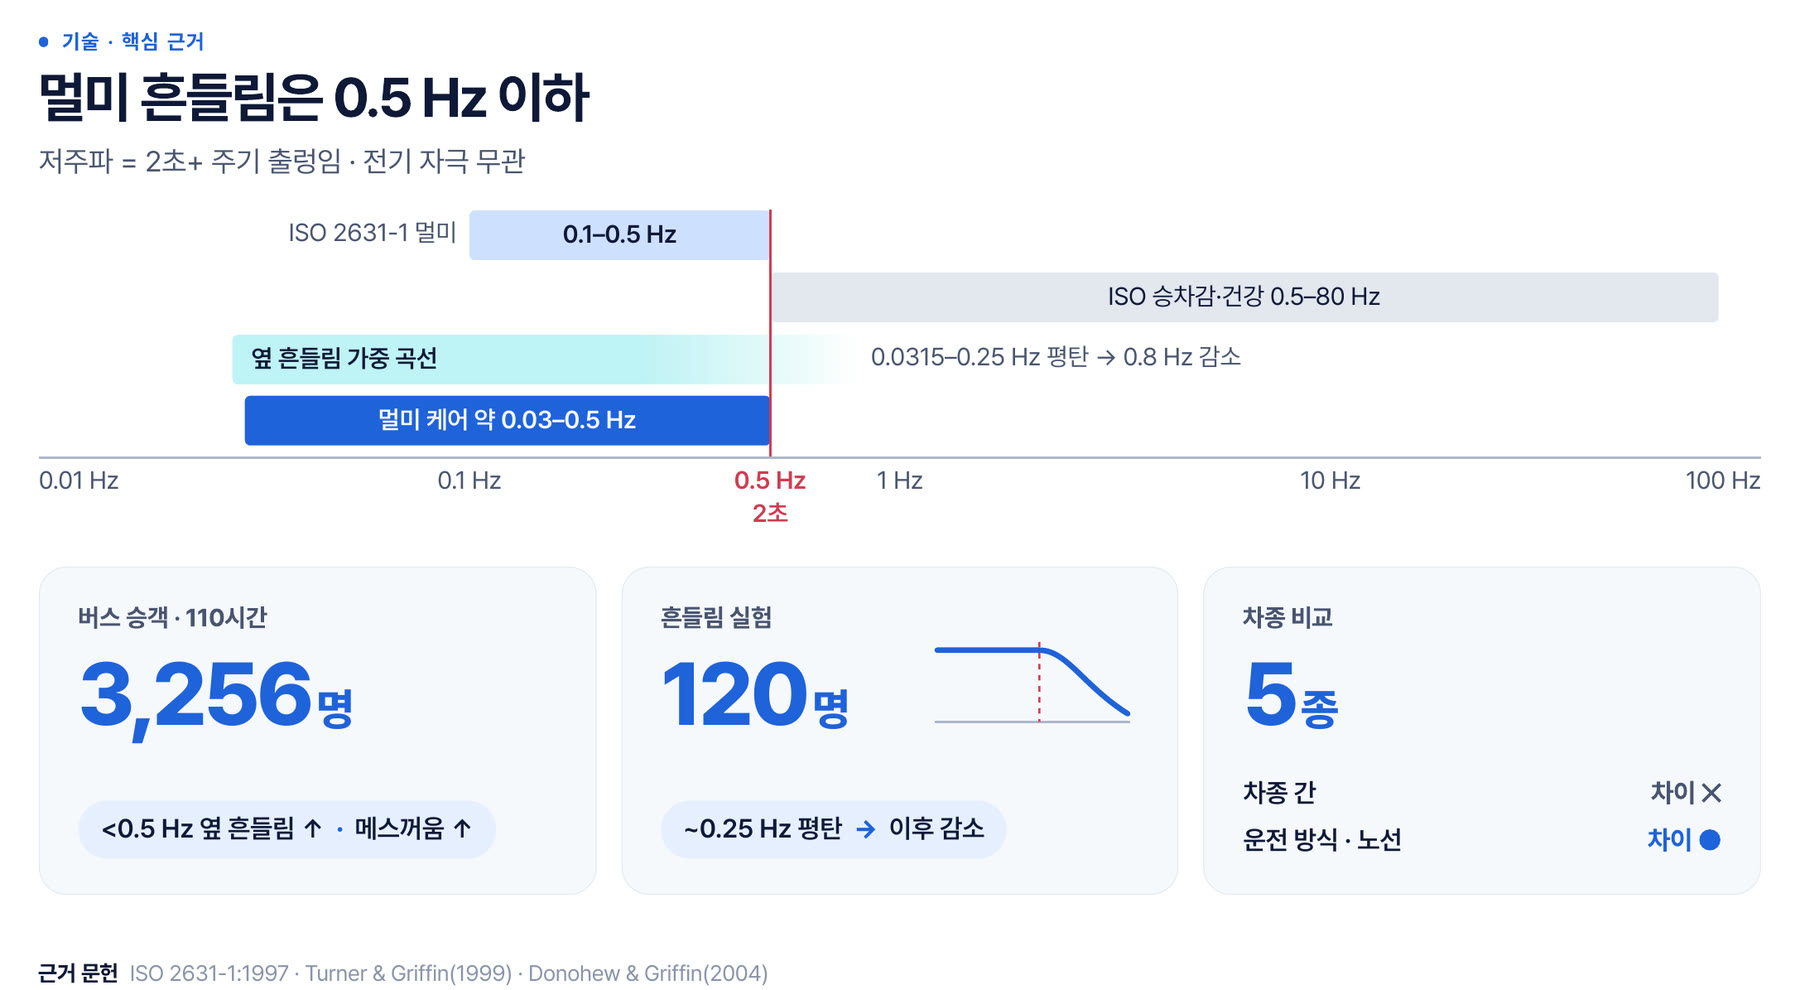 기술 · 핵심 근거
멀미 흔들림은 0.5 Hz 이하
저주파 = 2초+ 주기 출렁임 · 전기 자극 무관
ISO 2631-1 멀미
0.1–0.5 Hz
ISO 승차감·건강 0.5–80 Hz
옆 흔들림 가중 곡선
0.0315–0.25 Hz 평탄 → 0.8 Hz 감소
멀미 케어 약 0.03–0.5 Hz
0.01 Hz
0.1 Hz
0.5 Hz
2초
1 Hz
10 Hz
100 Hz
버스 승객 · 110시간
3,256명
<0.5 Hz 옆 흔들림 ↑ · 메스꺼움 ↑
흔들림 실험
120명
~0.25 Hz 평탄 → 이후 감소
차종 비교
5종
차종 간 차이 ✕
운전 방식 · 노선 차이 ●
근거 문헌 ISO 2631-1:1997 · Turner & Griffin(1999) · Donohew & Griffin(2004)